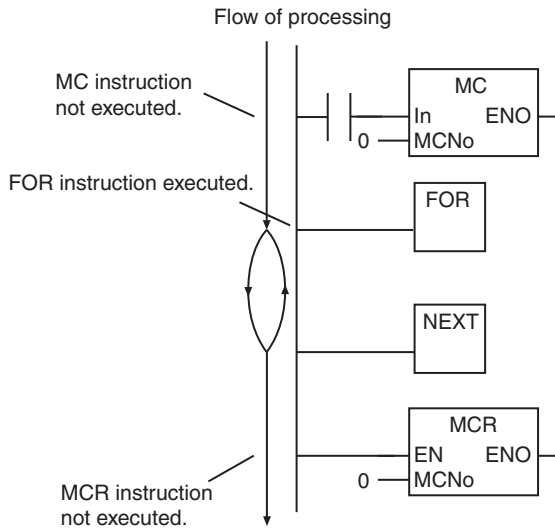 Flow of processing
MC instruction
not executed.
MC
In ENO
0 MCNo
FOR instruction executed.
FOR
NEXT
MCR
EN ENO
0 MCNo
MCR instruction
not executed.